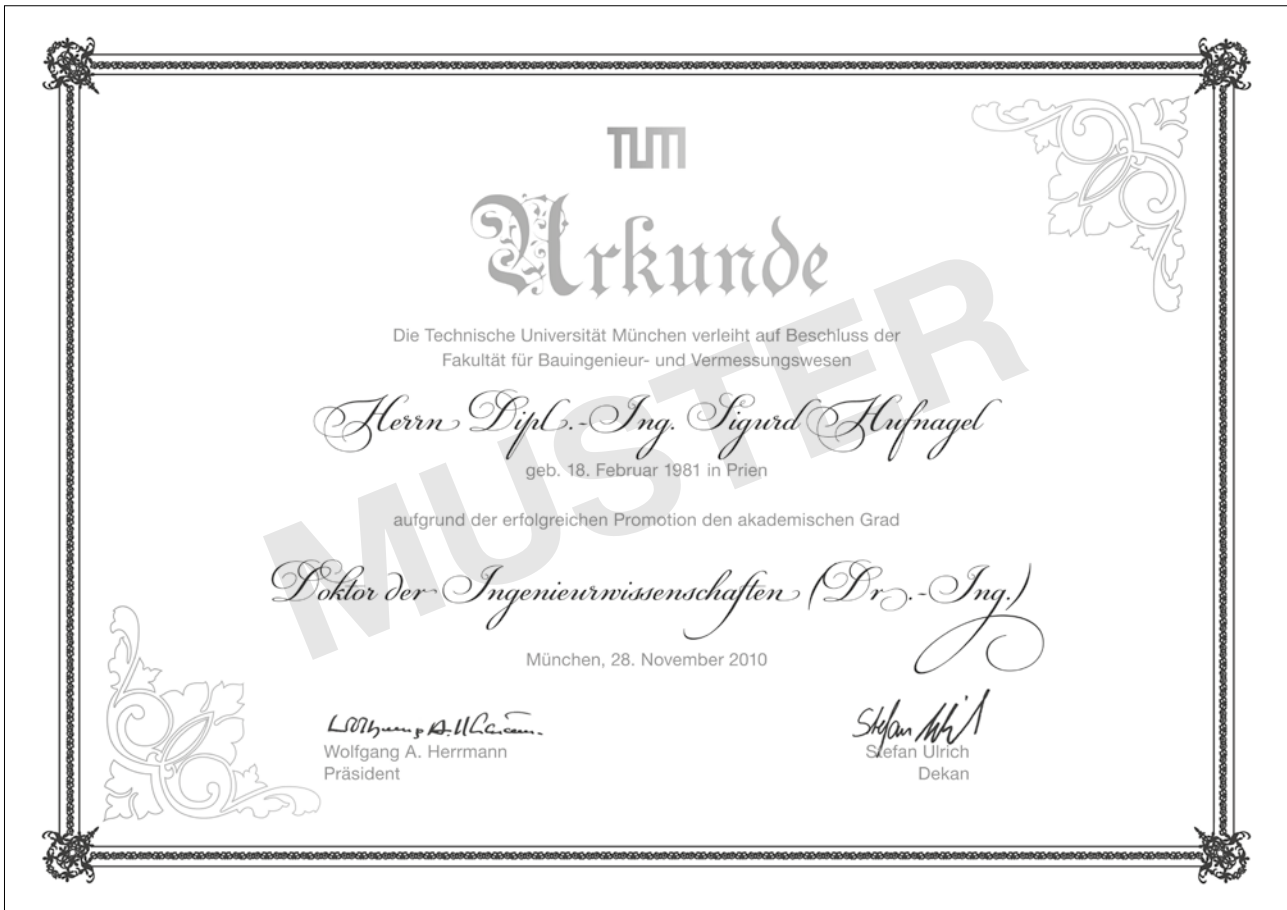 TUM
Urkunde
Die Technische Universität München verleiht auf Beschluss der
Fakultät für Bauingenieur- und Vermessungswesen
Herrn Dipl.-Ing. Sigurd Hufnagel
geb. 18. Februar 1981 in Prien
aufgrund der erfolgreichen Promotion den akademischen Grad
Doktor der Ingenieurwissenschaften (Dr.-Ing.)
München, 28. November 2010
Wolfgang A. Herrmann
Präsident
Stefan Ulrich
Stefan Ulrich
Dekan
MUSTER